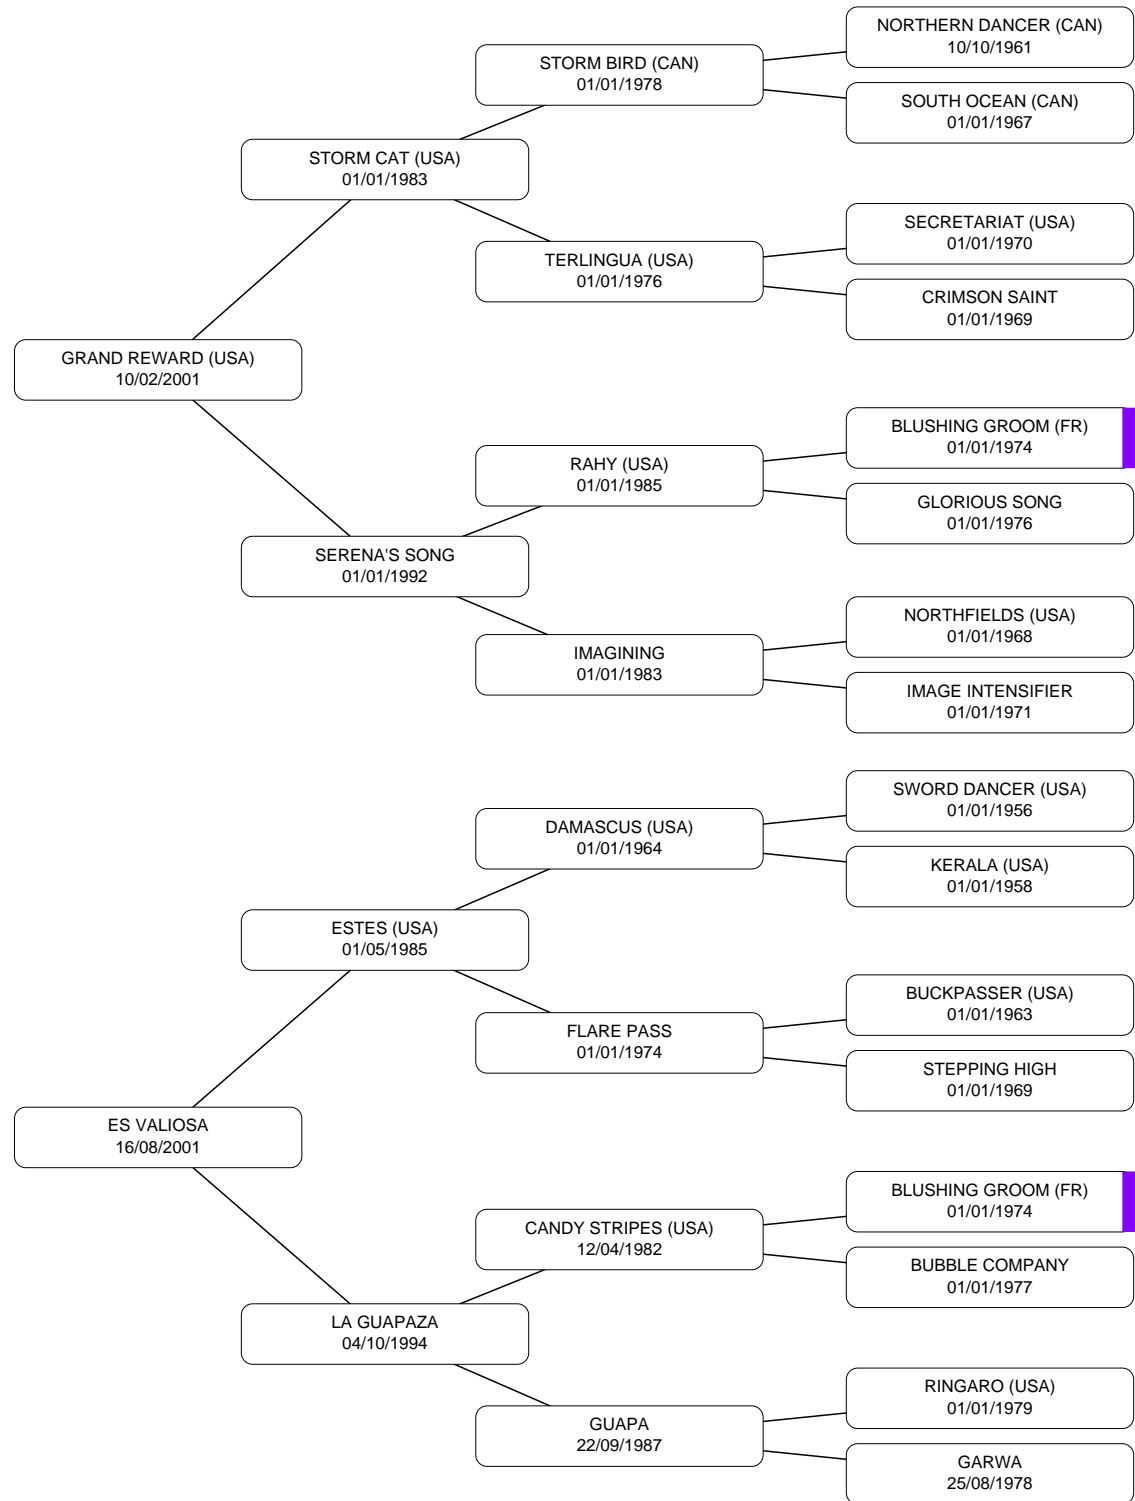 NORTHERN DANCER (CAN)
10/10/1961
STORM BIRD (CAN)
01/01/1978
SOUTH OCEAN (CAN)
01/01/1967
STORM CAT (USA)
01/01/1983
SECRETARIAT (USA)
01/01/1970
TERLINGUA (USA)
01/01/1976
CRIMSON SAINT
01/01/1969
GRAND REWARD (USA)
10/02/2001
BLUSHING GROOM (FR)
01/01/1974
RAHY (USA)
01/01/1985
GLORIOUS SONG
01/01/1976
SERENA'S SONG
01/01/1992
NORTHFIELDS (USA)
01/01/1968
IMAGINING
01/01/1983
IMAGE INTENSIFIER
01/01/1971
SWORD DANCER (USA)
01/01/1956
DAMASCUS (USA)
01/01/1964
KERALA (USA)
01/01/1958
ESTES (USA)
01/05/1985
BUCKPASSER (USA)
01/01/1963
FLARE PASS
01/01/1974
STEPPING HIGH
01/01/1969
ES VALIOSA
16/08/2001
BLUSHING GROOM (FR)
01/01/1974
CANDY STRIPES (USA)
12/04/1982
BUBBLE COMPANY
01/01/1977
LA GUAPAZA
04/10/1994
RINGARO (USA)
01/01/1979
GUAPA
22/09/1987
GARWA
25/08/1978